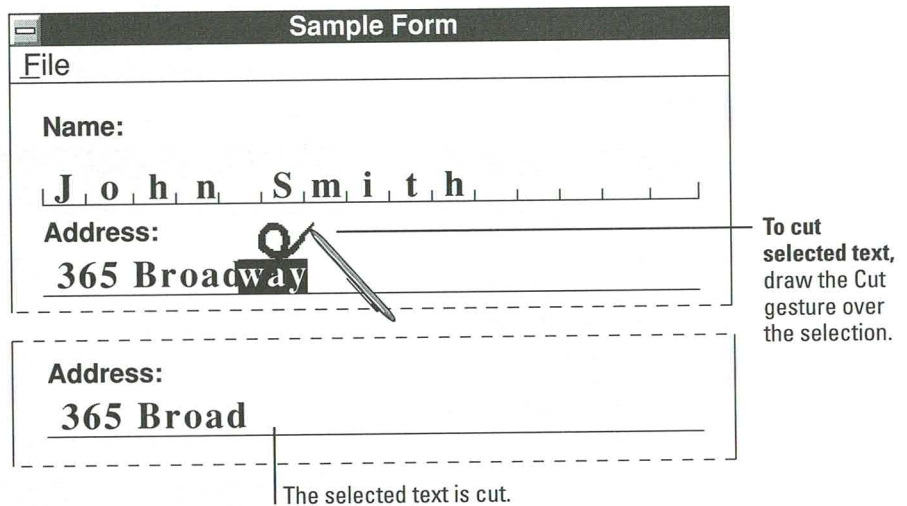 Sample Form
File
Name:
John Smith
Address:
365 Broadway
To cut
selected text,
draw the Cut
gesture over
the selection.
Address:
365 Broad
The selected text is cut.